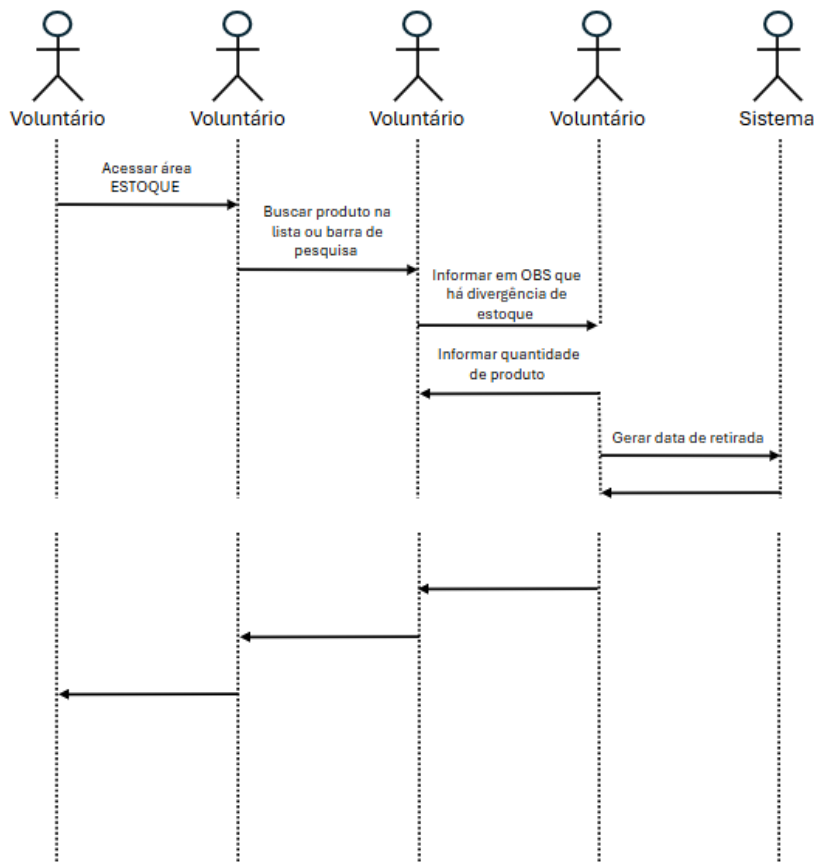 Voluntário
Voluntário
Voluntário
Voluntário
Sistema
Acessar área
ESTOQUE
Buscar produto na
lista ou barra de
pesquisa
Informar em OBS que
há divergência de
estoque
Informar quantidade
de produto
Gerar data de retirada